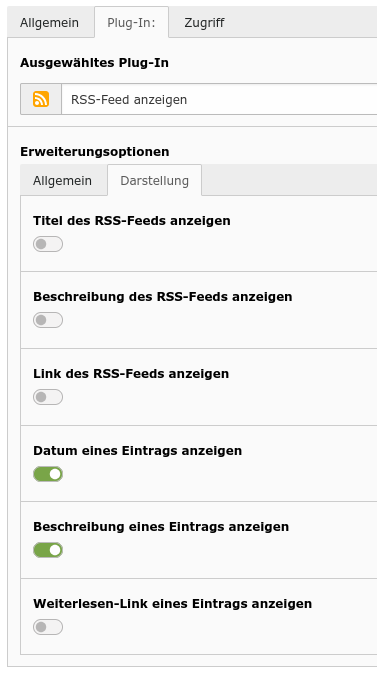 Allgemein Plug-In: Zugriff
Ausgewähltes Plug-In
RSS-Feed anzeigen
Erweiterungsoptionen
Allgemein Darstellung
Titel des RSS-Feeds anzeigen
Beschreibung des RSS-Feeds anzeigen
Link des RSS-Feeds anzeigen
Datum eines Eintrags anzeigen
Beschreibung eines Eintrags anzeigen
Weiterlesen-Link eines Eintrags anzeigen